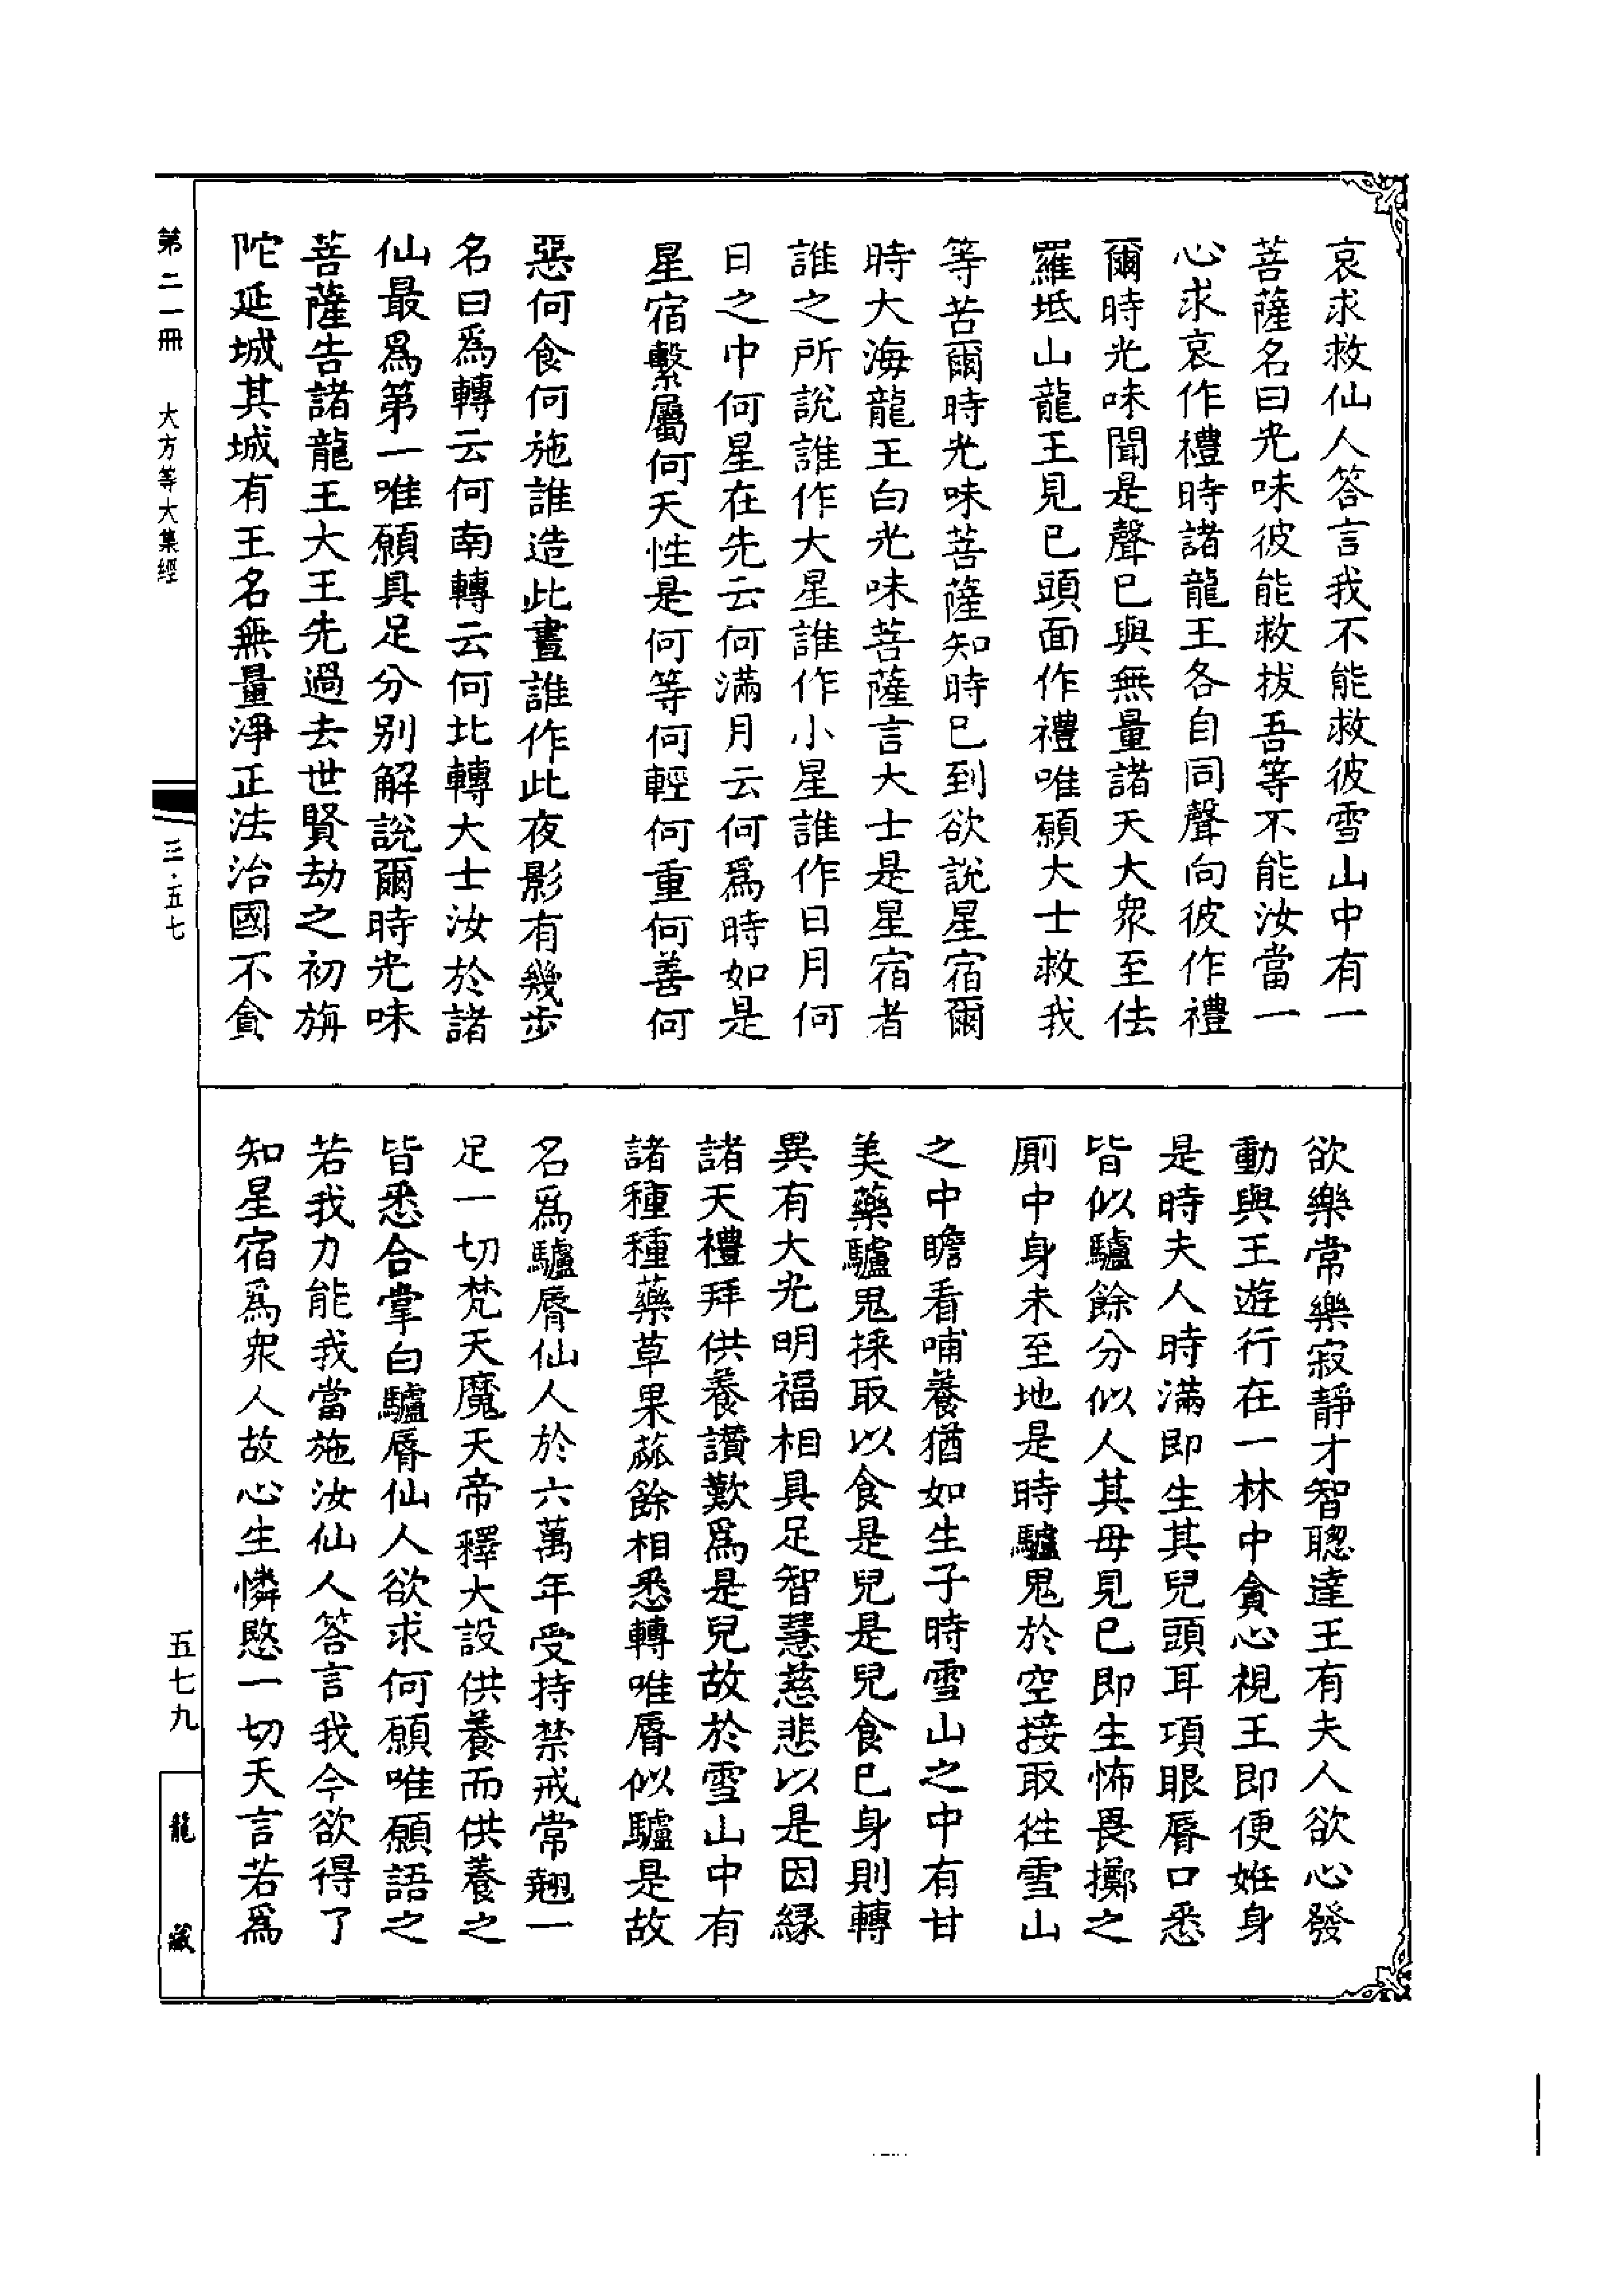 哀求救仙人答言我不能救彼雪山中有一
菩薩名曰光味彼能救拔吾等不能汝當一
心求哀作禮時諸龍王各自同聲向彼作禮
爾時光味聞是聲已與無量諸天大衆至佉
羅坻山龍王見已頭面作禮唯願大士救我
等苦爾時光味菩薩知時已到欲說星宿爾
時大海龍王白光味菩薩言大士是星宿者
誰之所說誰作大星誰作小星誰作日月何
日之中何星在先云何滿月云何爲時如是
星宿繫屬何天性是何等何輕何重何善何
惡何食何施誰造此晝誰作此夜影有幾步
名曰爲轉云何南轉云何北轉大士汝於諸
仙最爲第一唯願具足分别解說爾時光味
菩薩告諸龍王大王先過去世賢劫之初旃
陀延城其城有王名無量淨正法治國不貪
欲樂常樂寂靜才智聰達王有夫人欲心發
動與王遊行在一林中貪心視王即便姙身
是時夫人時滿即生其兒頭耳項眼脣口悉
皆似驢餘分似人其母見已即生怖畏擲之
厠中身未至地是時驢鬼於空接取徃雪山
之中瞻看哺養猶如生子時雪山之中有甘
美藥驢鬼採取以食是兒是兒食已身則轉
異有大光明福相具足智慧慈悲以是因緣
諸天禮拜供養讚歎爲是兒故於雪山中有
諸種種藥草果蓏餘相悉轉唯脣似驢是故
名爲驢脣仙人於六萬年受持禁戒常翹一
足一切梵天魔天帝釋大設供養而供養之
皆悉合掌白驢脣仙人欲求何願唯願語之
若我力能我當施汝仙人答言我今欲得了
知星宿爲衆人故心生憐愍一切天言若爲
第二一冊 大方等大集經
三·五七
五七九
龍藏